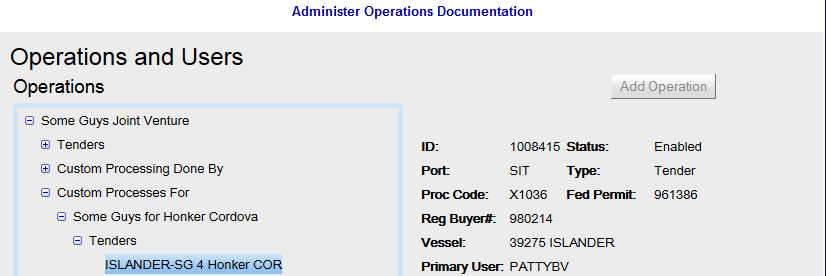 Administer Operations Documentation
Operations and Users
Operations
Add Operation
Some Guys Joint Venture
Tenders
Custom Processing Done By
Custom Processes For
Some Guys for Honker Cordova
Tenders
ISLANDER-SG 4 Honker COR
ID: 1008415 Status: Enabled
Port: SIT Type: Tender
Proc Code: X1036 Fed Permit: 961386
Reg Buyer#: 980214
Vessel: 39275 ISLANDER
Primary User: PATTYBV